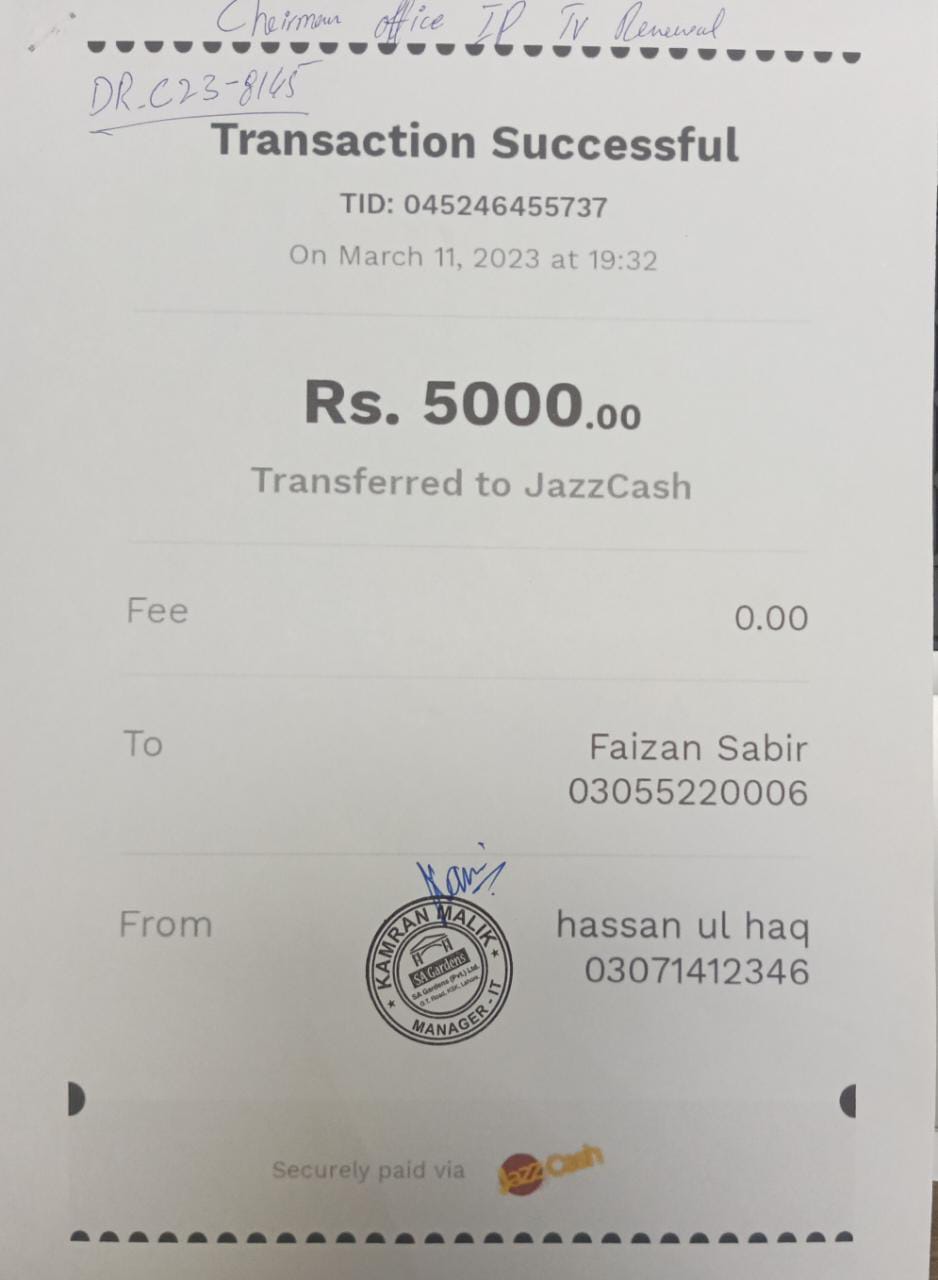 Chairman office IP TV Renewal
DR.C23-8145
Transaction Successful
TID: 045246455737
On March 11, 2023 at 19:32
Rs. 5000.00
Transferred to JazzCash
Fee
0.00
To
Faizan Sabir
03055220006
From
hassan ul haq
03071412346
KAMRAN MALIK
SA Gardens
SA Gardens (Pvt.) Ltd.
G.T. Road, KSK, Lahore.
MANAGER - IT
Securely paid via
JazzCash